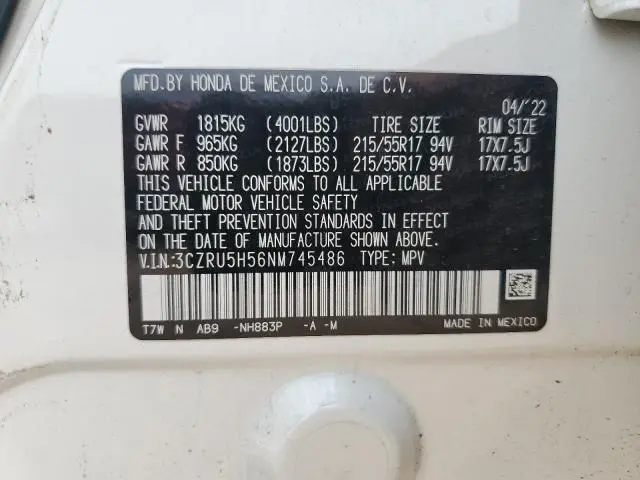 MFD.BY HONDA DE MEXICO S.A. DE C.V.
04/'22
GVWR 1815KG (4001LBS) TIRE SIZE RIM SIZE
GAWR F 965KG (2127LBS) 215/55R17 94V 17X7.5J
GAWR R 850KG (1873LBS) 215/55R17 94V 17X7.5J
THIS VEHICLE CONFORMS TO ALL APPLICABLE
FEDERAL MOTOR VEHICLE SAFETY
AND THEFT PREVENTION STANDARDS IN EFFECT
ON THE DATE OF MANUFACTURE SHOWN ABOVE.
V.I.N:3CZRU5H56NM745486 TYPE: MPV
T7W N AB9 -NH883P -A -M MADE IN MEXICO